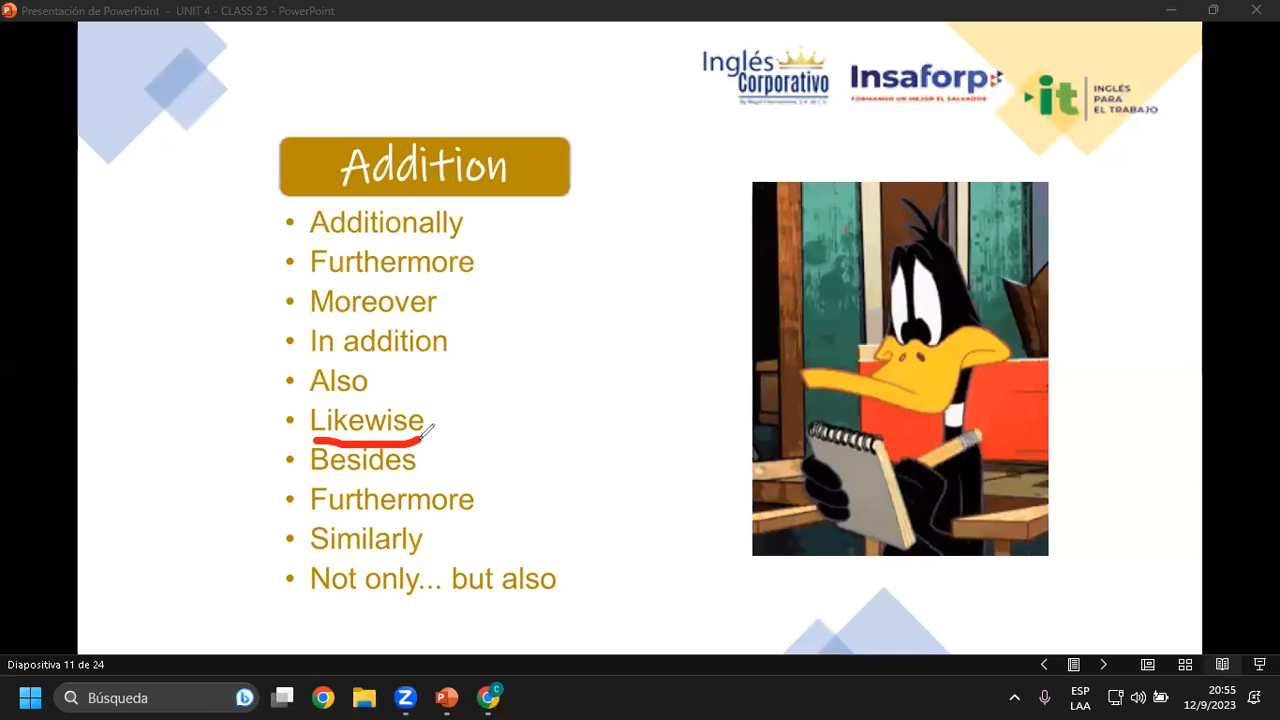 Presentación de PowerPoint - UNIT 4 - CLASS 25 - PowerPoint
Inglés
Corporativo
Insaforp
FORMANDO UN MEJOR EL SALVADOR
it
INGLÉS
PARA
EL TRABAJO
Addition
• Additionally
• Furthermore
• Moreover
• In addition
• Also
• Likewise
• Besides
• Furthermore
• Similarly
• Not only... but also
Diapositiva 11 de 24
Búsqueda
ESP
LAA
20:55
12/9/2023